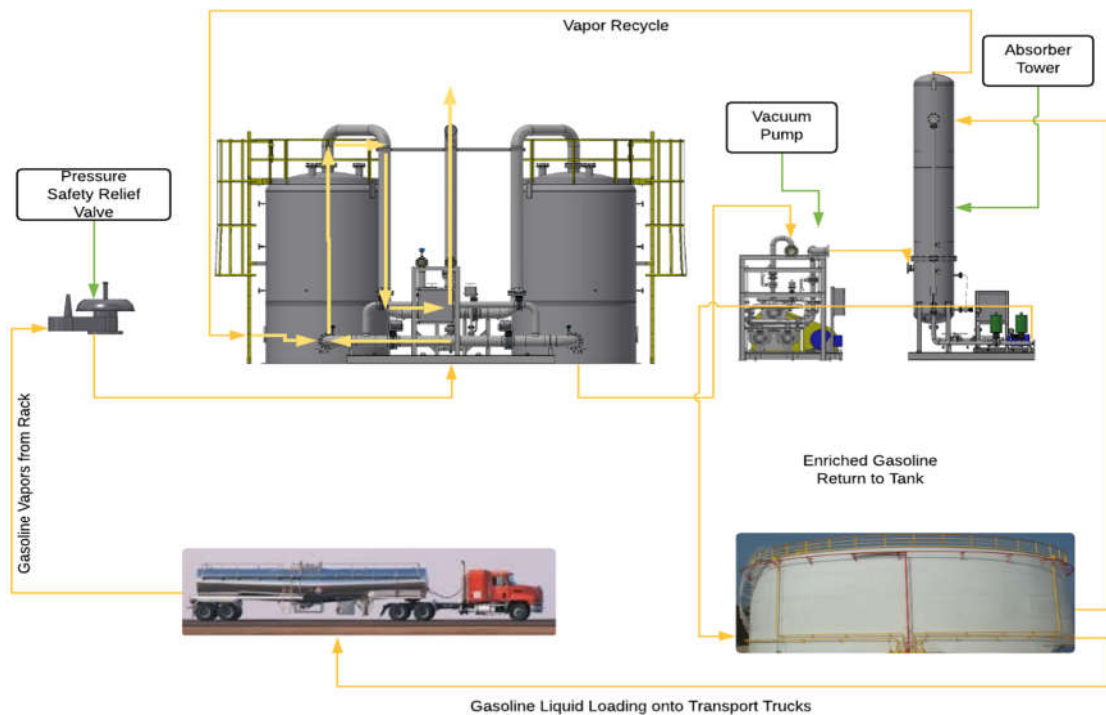 Vapor Recycle
Absorber
Tower
Vacuum
Pump
Pressure
Safety Relief
Valve
Gasoline Vapors from Rack
Enriched Gasoline
Return to Tank
Gasoline Liquid Loading onto Transport Trucks